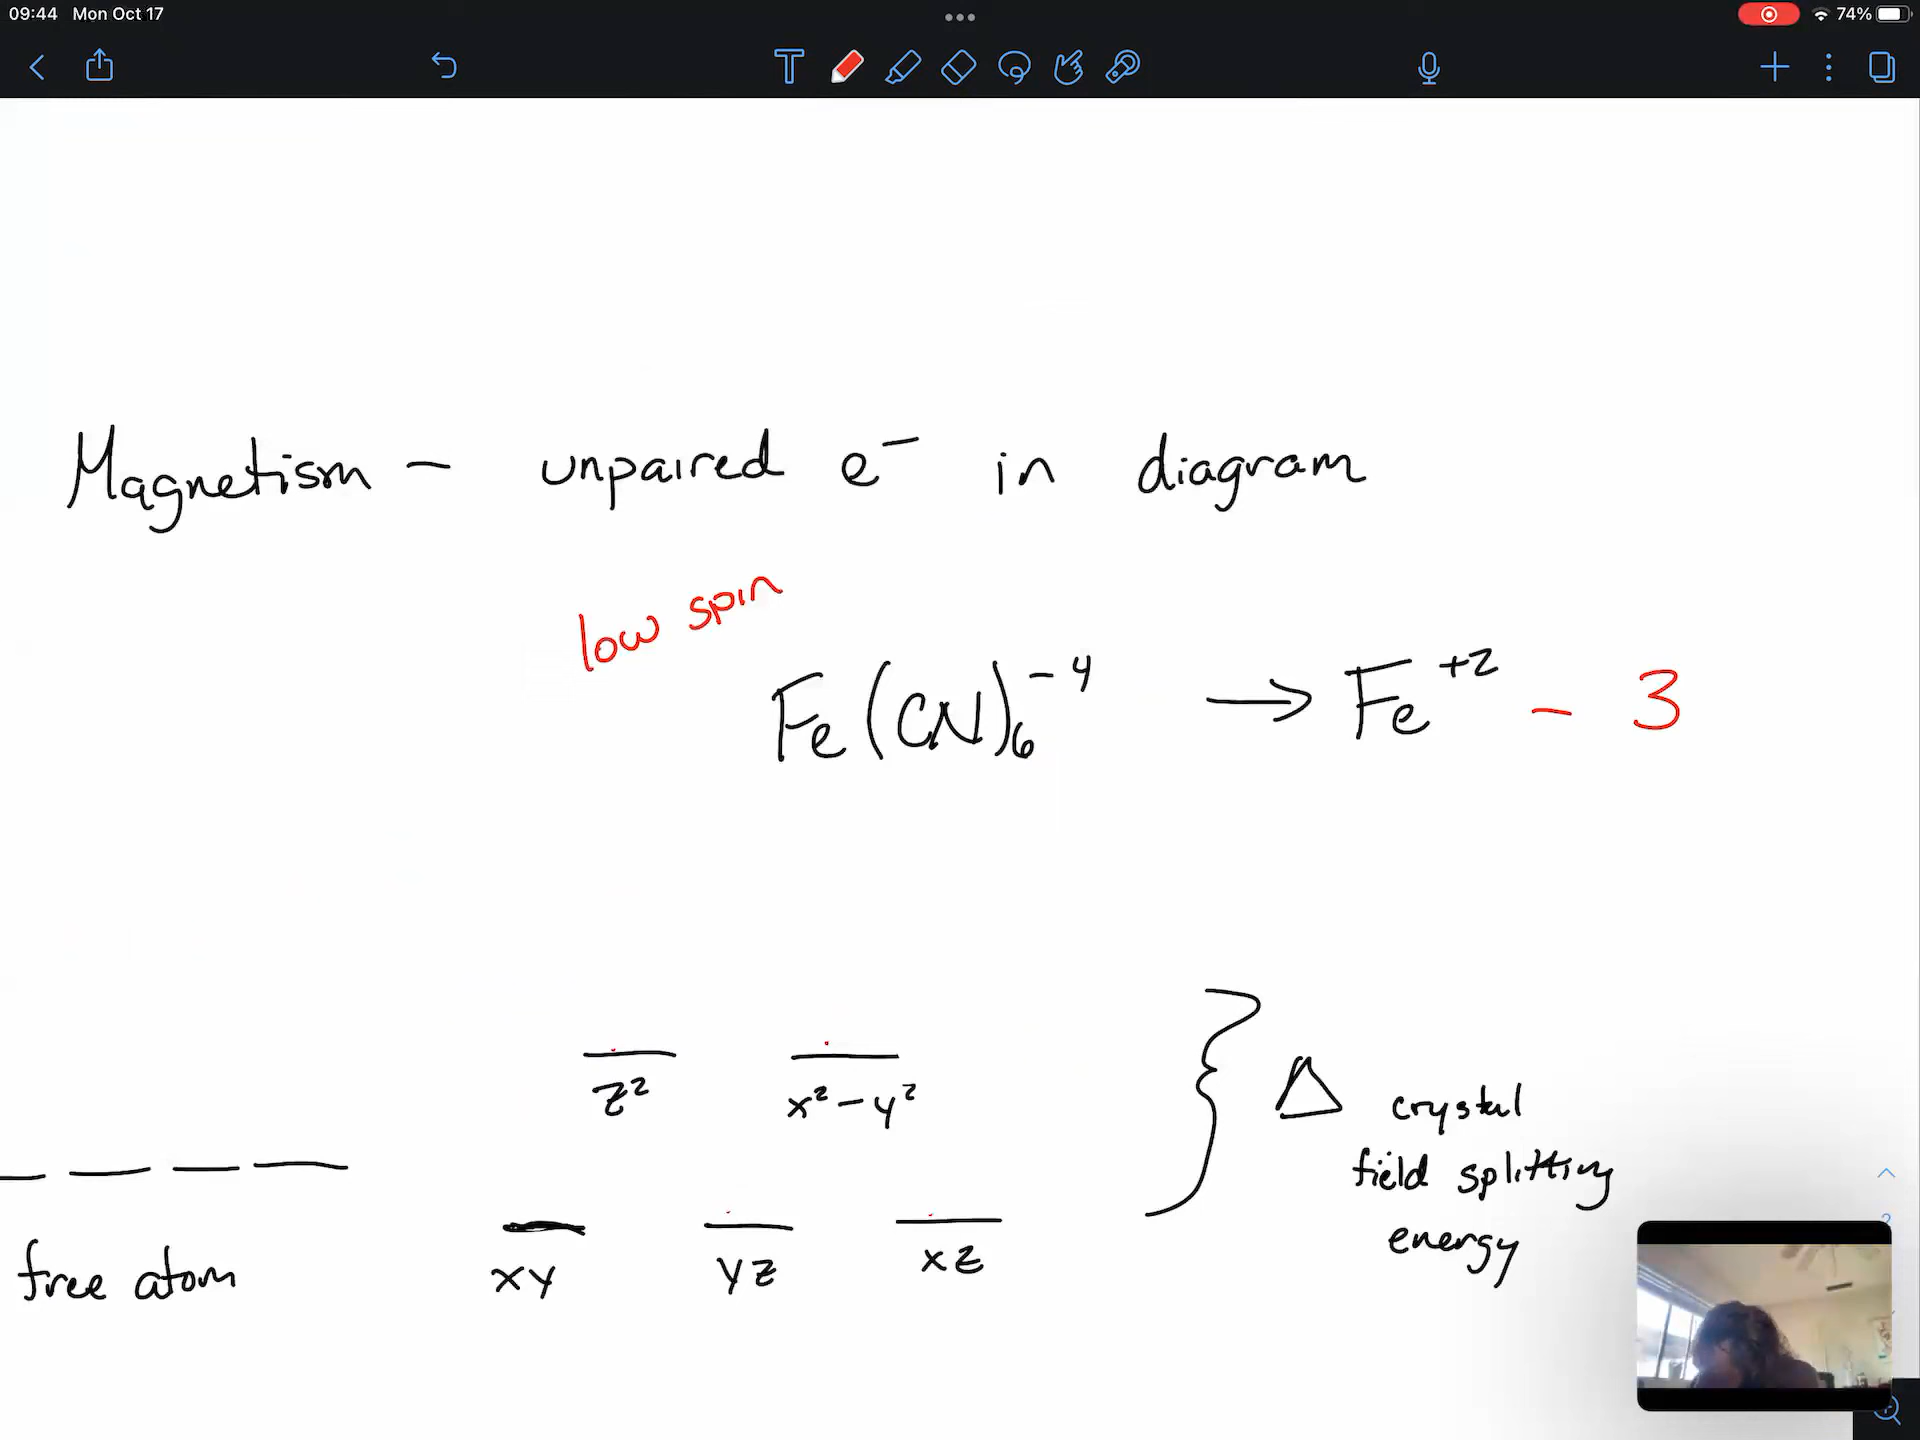 09:44 Mon Oct 17
74%
T
Magnetism – unpaired e⁻ in diagram
low spin
Fe(CN)₆⁻⁴ → Fe⁺² – 3
z² x²–y²
Δ crystal
field splitting
energy
free atom
xy yz xz
2